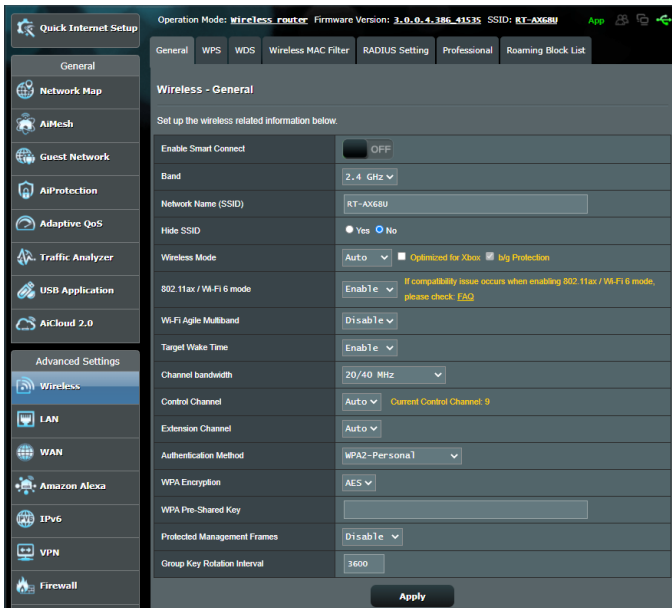 Quick Internet Setup
General
Network Map
AiMesh
Guest Network
AiProtection
Adaptive QoS
Traffic Analyzer
USB Application
AiCloud 2.0
Advanced Settings
Wireless
LAN
WAN
Amazon Alexa
IPv6
VPN
Firewall
Operation Mode: Wireless router Firmware Version: 3.0.0.4.386_41535 SSID: RT-AX68U App
General WPS WDS Wireless MAC Filter RADIUS Setting Professional Roaming Block List
Wireless - General
Set up the wireless related information below.
Enable Smart Connect OFF
Band 2.4 GHz
Network Name (SSID) RT-AX68U
Hide SSID Yes No
Wireless Mode Auto Optimized for Xbox b/g Protection
802.11ax / Wi-Fi 6 mode Enable If compatibility issue occurs when enabling 802.11ax / Wi-Fi 6 mode,
please check: FAQ
Wi-Fi Agile Multiband Disable
Target Wake Time Enable
Channel bandwidth 20/40 MHz
Control Channel Auto Current Control Channel: 9
Extension Channel Auto
Authentication Method WPA2-Personal
WPA Encryption AES
WPA Pre-Shared Key
Protected Management Frames Disable
Group Key Rotation Interval 3600
Apply